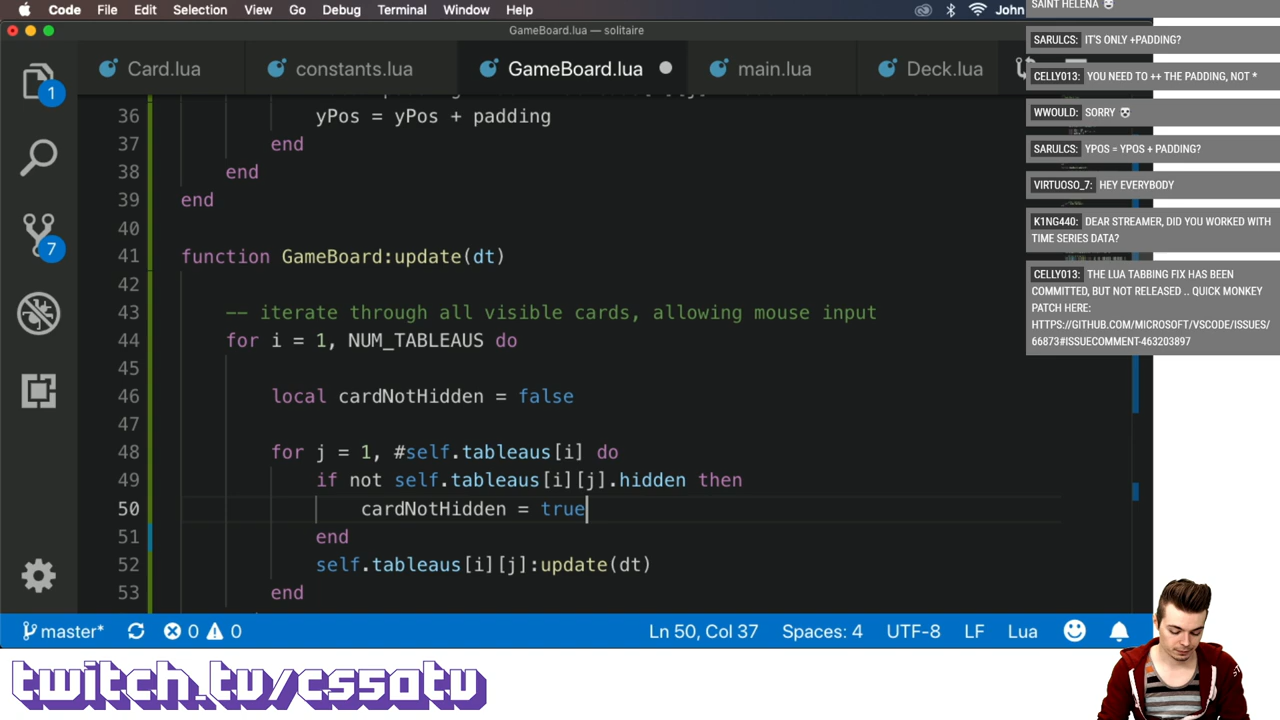 Code File Edit Selection View Go Debug Terminal Window Help John
GameBoard.lua — solitaire
Card.lua constants.lua GameBoard.lua main.lua Deck.lua
1
7
36 yPos = yPos + padding
37 end
38 end
39 end
40
41 function GameBoard:update(dt)
42
43 -- iterate through all visible cards, allowing mouse input
44 for i = 1, NUM_TABLEAUS do
45
46 local cardNotHidden = false
47
48 for j = 1, #self.tableaus[i] do
49 if not self.tableaus[i][j].hidden then
50 cardNotHidden = true
51 end
52 self.tableaus[i][j]:update(dt)
53 end
master* 0 0 Ln 50, Col 37 Spaces: 4 UTF-8 LF Lua
SAINT HELENA
SARULCS: IT'S ONLY +PADDING?
CELLY013: YOU NEED TO ++ THE PADDING, NOT *
WWOULD: SORRY
SARULCS: YPOS = YPOS + PADDING?
VIRTUOSO_7: HEY EVERYBODY
K1NG440: DEAR STREAMER, DID YOU WORKED WITH
TIME SERIES DATA?
CELLY013: THE LUA TABBING FIX HAS BEEN
COMMITTED, BUT NOT RELEASED .. QUICK MONKEY
PATCH HERE:
HTTPS://GITHUB.COM/MICROSOFT/VSCODE/ISSUES/
66873#ISSUECOMMENT-463203897
twitch.tv/cs50tv